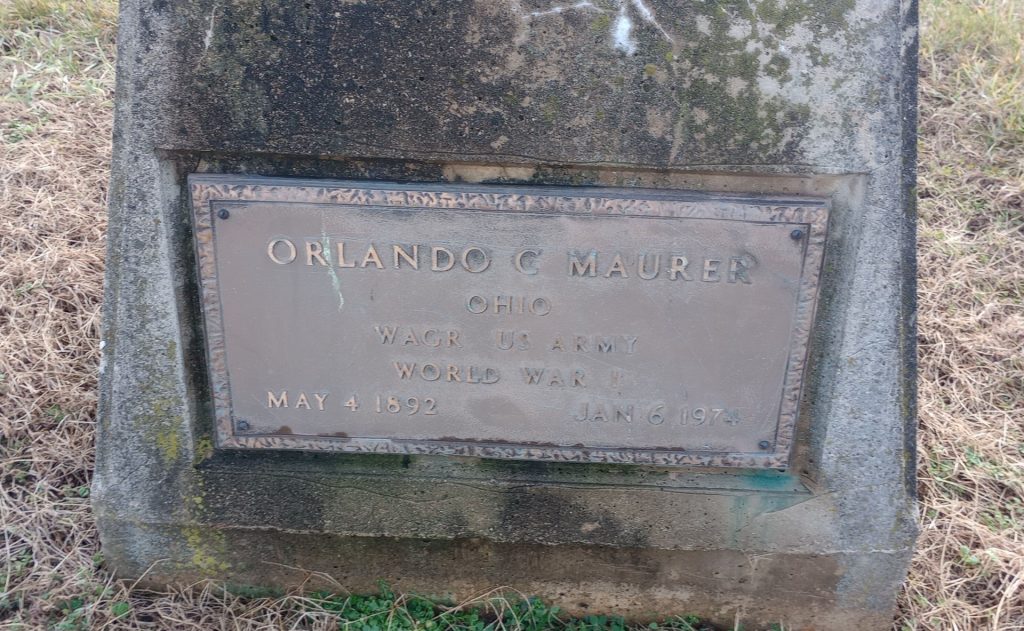 ORLANDO C MAURER
OHIO
WAGR US ARMY
WORLD WAR I
MAY 4 1892 JAN 6 1974